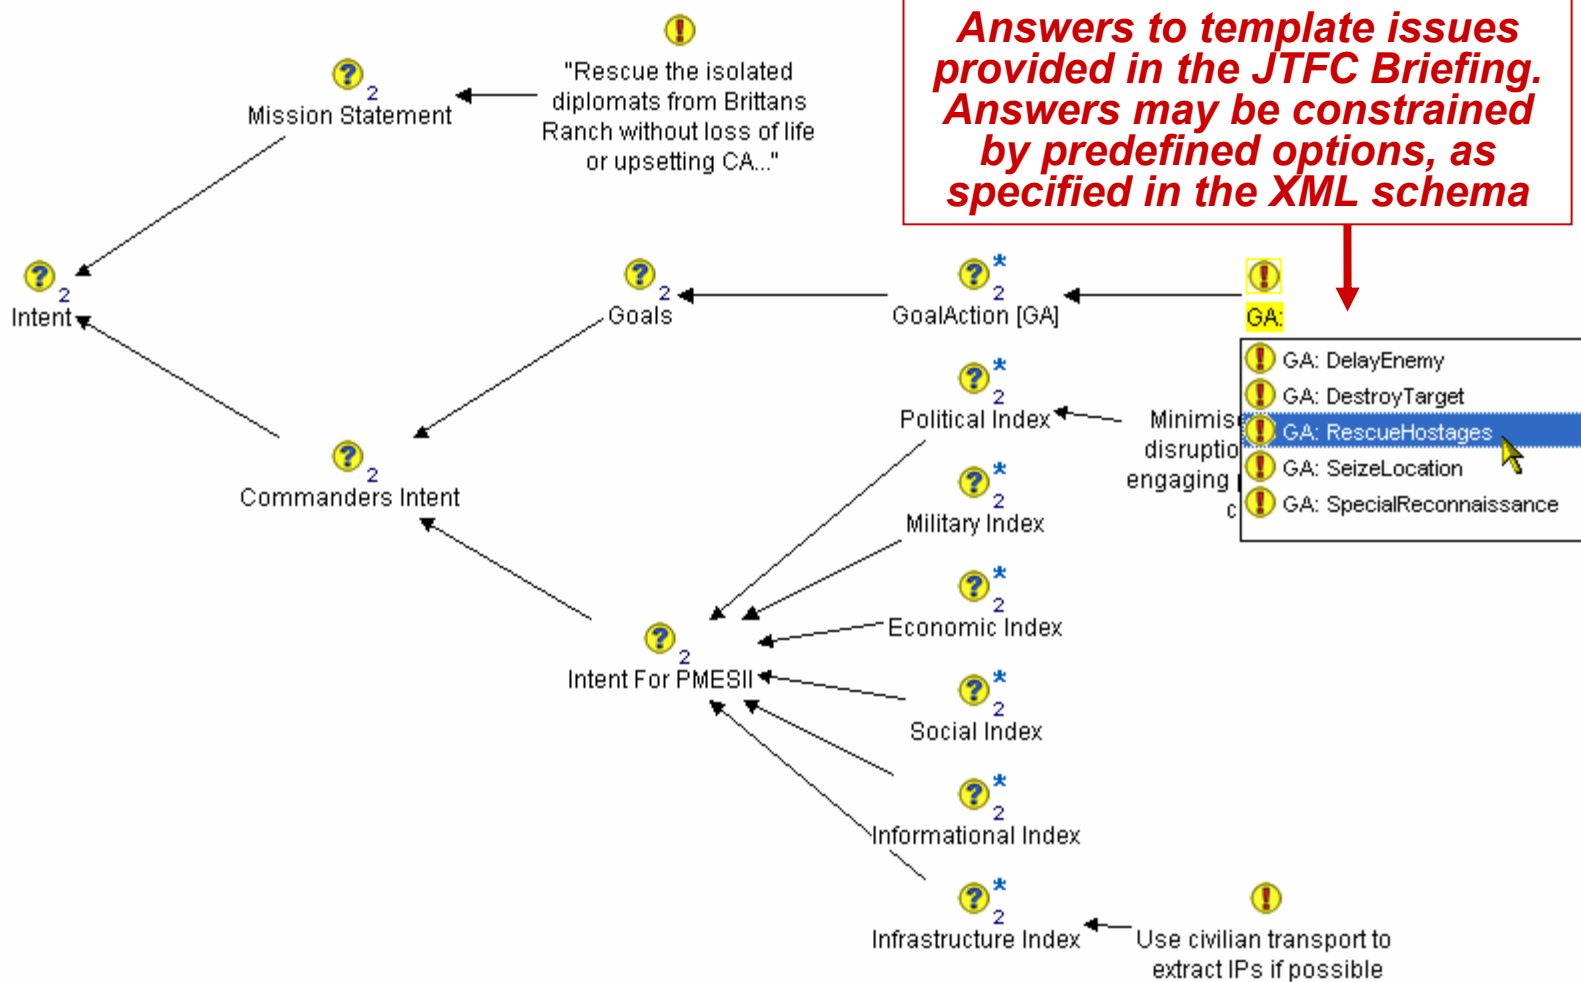 Answers to template issues
provided in the JTFC Briefing.
Answers may be constrained
by predefined options, as
specified in the XML schema
"Rescue the isolated
diplomats from Brittans
Ranch without loss of life
or upsetting CA..."
2
Mission Statement
2
Intent
2
Goals
*
2
GoalAction [GA]
GA:
GA: DelayEnemy
GA: DestroyTarget
GA: RescueHostages
GA: SeizeLocation
GA: SpecialReconnaissance
*
2
Political Index
engaging
2
Commanders Intent
*
2
Military Index
*
2
Economic Index
2
Intent For PMESII
*
2
Social Index
*
2
Informational Index
*
2
Infrastructure Index
Use civilian transport to
extract IPs if possible